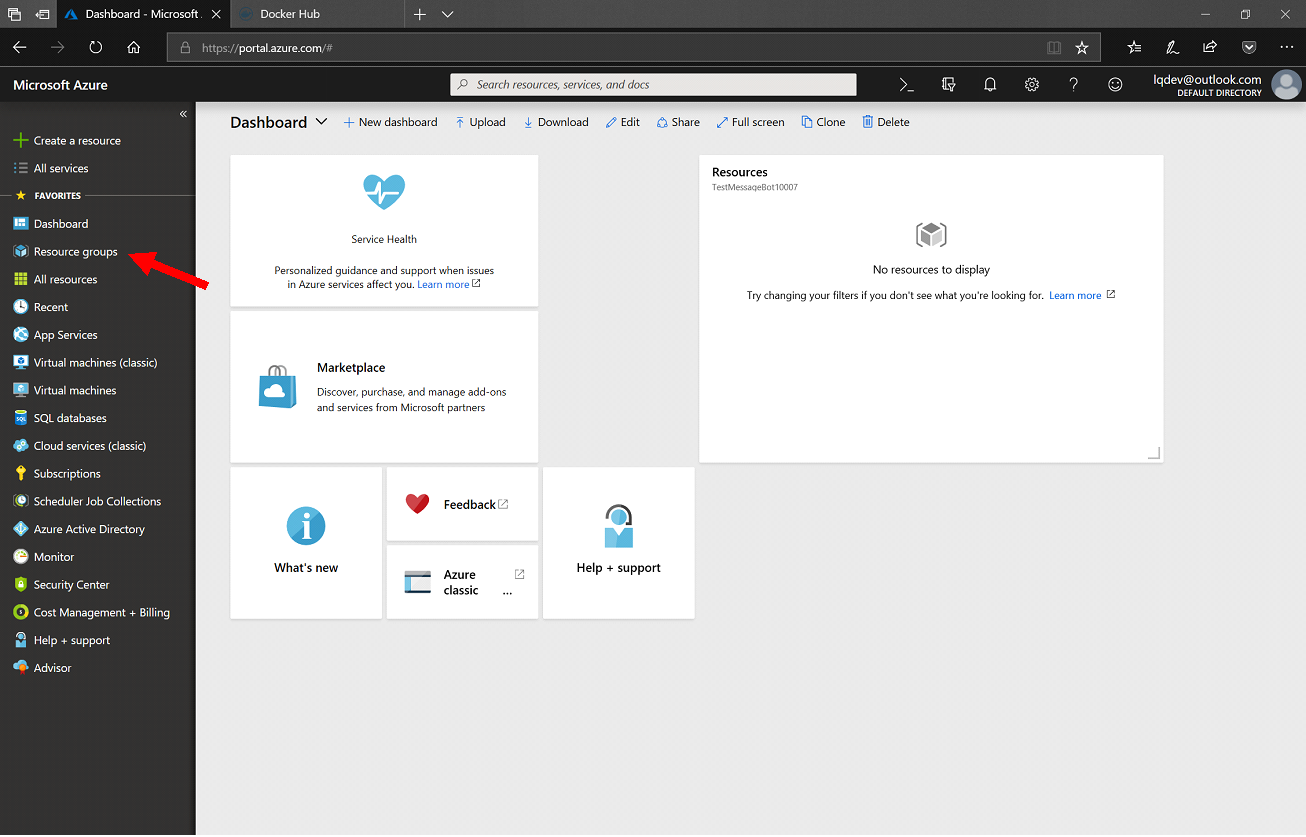 Dashboard - Microsoft
Docker Hub
https://portal.azure.com/#
Microsoft Azure
Search resources, services, and docs
lqdev@outlook.com
DEFAULT DIRECTORY
Create a resource
All services
FAVORITES
Dashboard
Resource groups
All resources
Recent
App Services
Virtual machines (classic)
Virtual machines
SQL databases
Cloud services (classic)
Subscriptions
Scheduler Job Collections
Azure Active Directory
Monitor
Security Center
Cost Management + Billing
Help + support
Advisor
Dashboard New dashboard Upload Download Edit Share Full screen Clone Delete
Service Health
Personalized guidance and support when issues
in Azure services affect you. Learn more
Marketplace
Discover, purchase, and manage add-ons
and services from Microsoft partners
What's new
Feedback
Azure
classic ...
Help + support
Resources
TestMessageBot10007
No resources to display
Try changing your filters if you don't see what you're looking for. Learn more